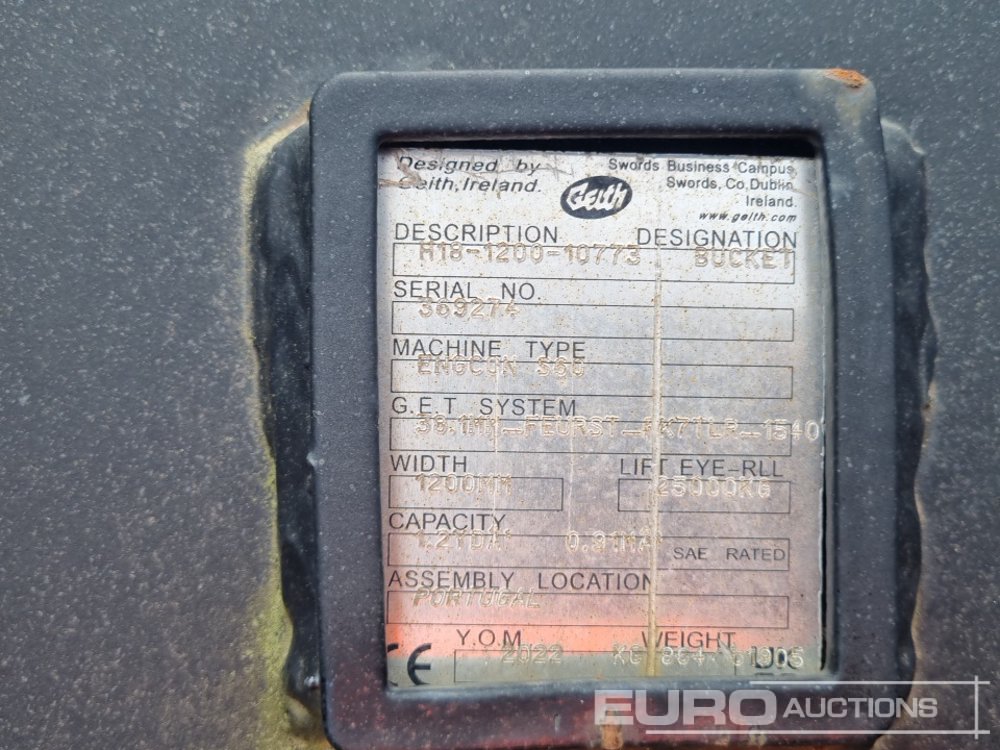 Designed by
Geith, Ireland.
Geith
Swords Business Campus,
Swords, Co, Dublin,
Ireland.
www.geith.com
DESCRIPTION DESIGNATION
H18-1200-10773 BUCKET
SERIAL NO.
369274
MACHINE TYPE
ENGCON S60
G.E.T SYSTEM
1540
WIDTH LIFT EYE-RLL
1200MM 25000KG
CAPACITY
SAE RATED
ASSEMBLY LOCATION
PORTUGAL
Y.O.M WEIGHT
CE 2022 KG
EURO AUCTIONS